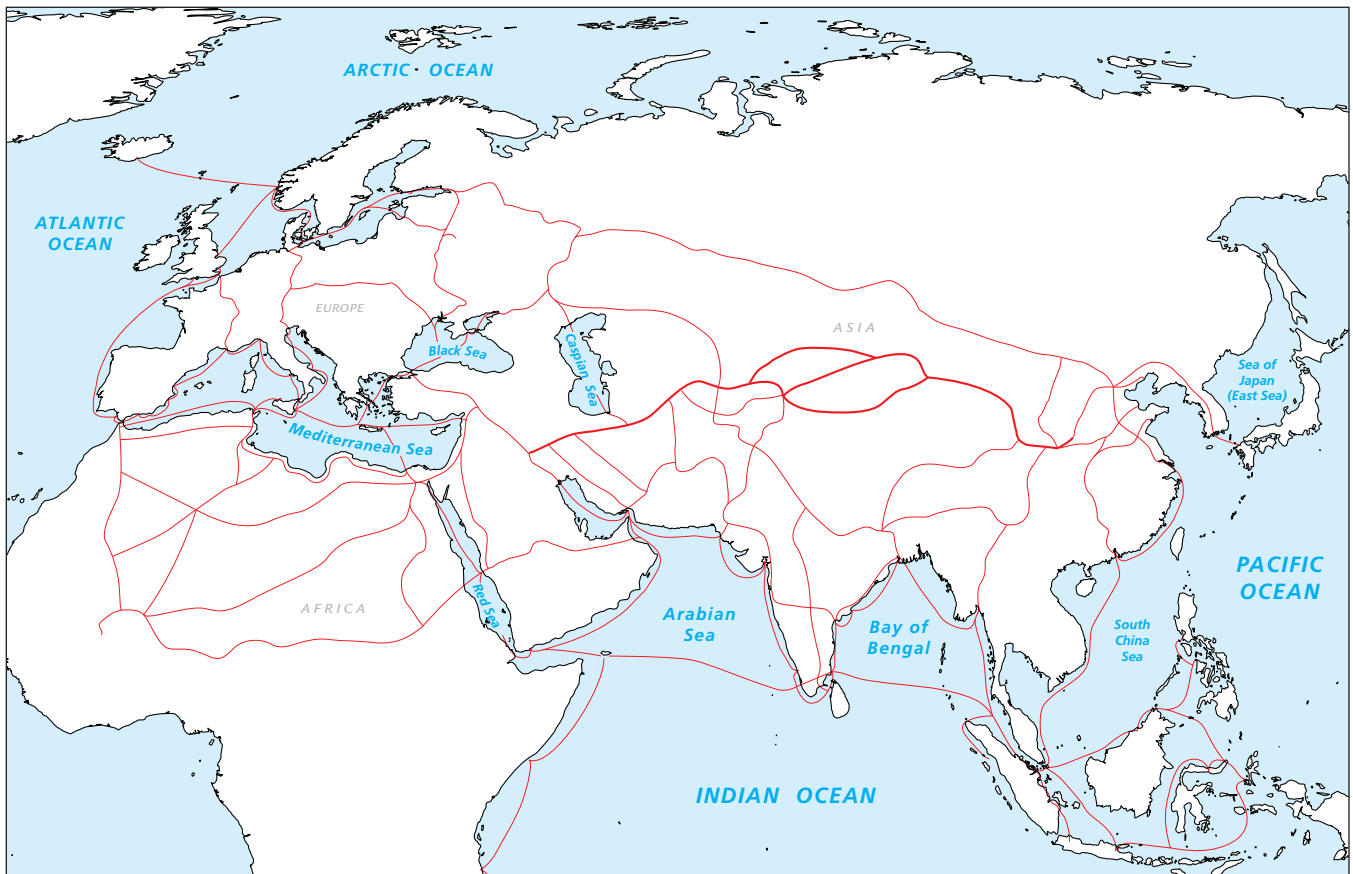 ARCTIC OCEAN
ATLANTIC
OCEAN
EUROPE
ASIA
Black Sea
Caspian Sea
Sea of
Japan
(East Sea)
Mediterranean Sea
PACIFIC
OCEAN
AFRICA
Red Sea
Arabian
Sea
Bay of
Bengal
South
China
Sea
INDIAN OCEAN